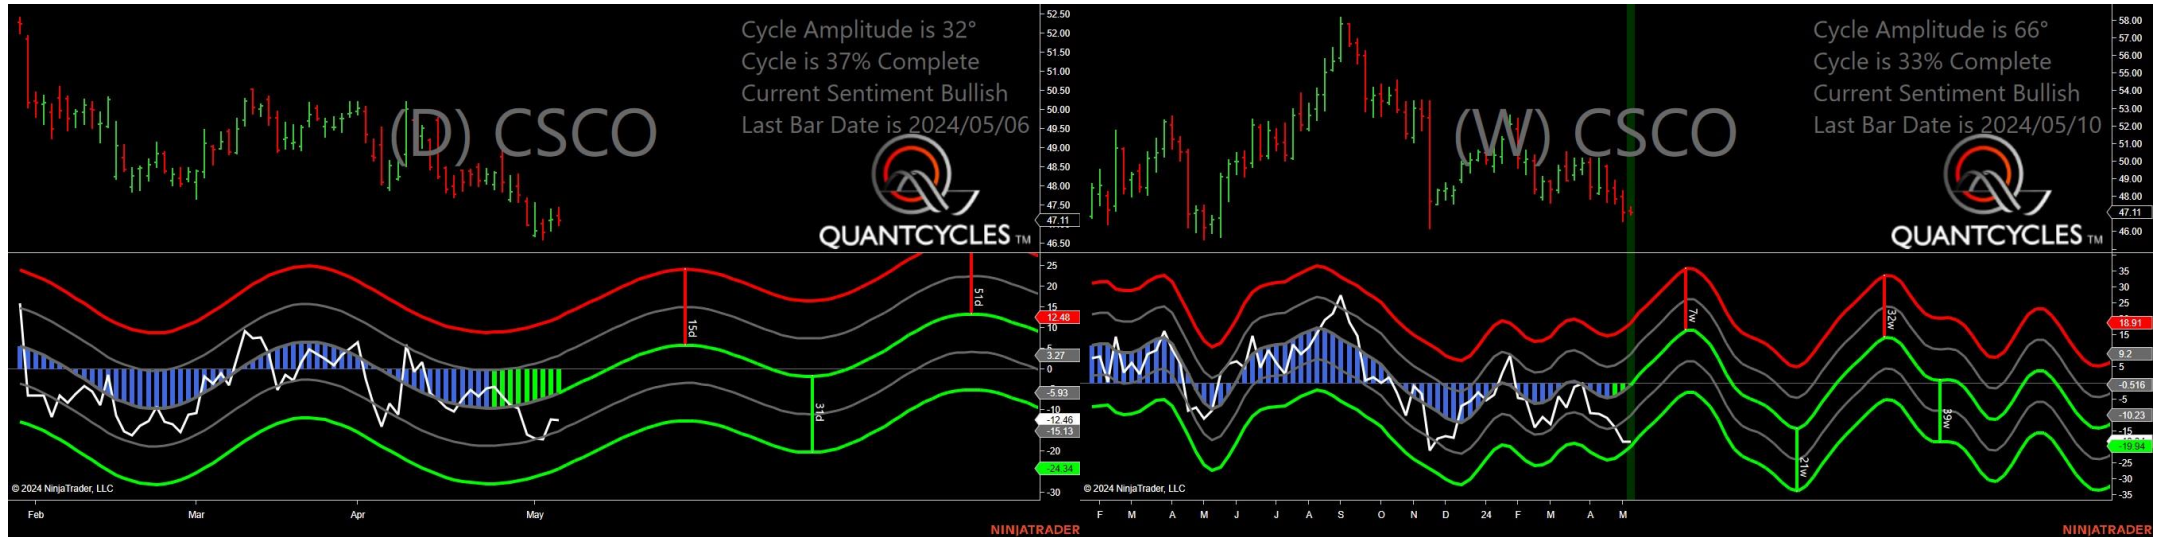 Cycle Amplitude is 32°
Cycle is 37% Complete
Current Sentiment Bullish
Last Bar Date is 2024/05/06
(D) CSCO
QUANTCYCLES TM
52.50
52.00
51.50
51.00
50.50
50.00
49.50
49.00
48.50
48.00
47.50
47.11
46.50
25
20
15
12.48
10
3.27
0
-5.93
-10
-12.46
-15.13
-20
-24.34
-30
15d
31d
51d
© 2024 NinjaTrader, LLC
Feb Mar Apr May
NINJATRADER
Cycle Amplitude is 66°
Cycle is 33% Complete
Current Sentiment Bullish
Last Bar Date is 2024/05/10
(W) CSCO
QUANTCYCLES TM
58.00
57.00
56.00
55.00
54.00
53.00
52.00
51.00
50.00
49.00
48.00
47.11
46.00
35
30
25
18.91
15
9.2
5
-0.516
-5
-10.23
-15
-19.94
-25
-30
-35
7w
21w
32w
39w
© 2024 NinjaTrader, LLC
F M A M J J A S O N D 24 F M A M
NINJATRADER